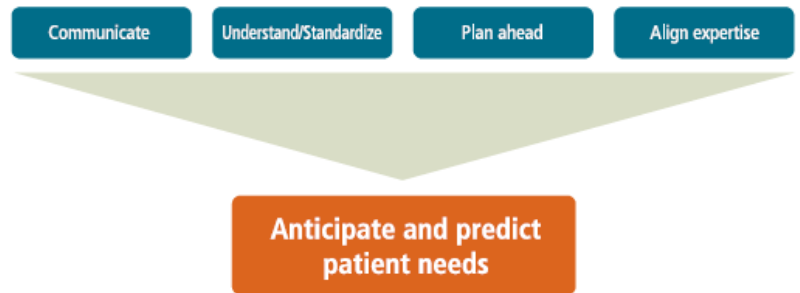 Communicate
Understand/Standardize
Plan ahead
Align expertise
Anticipate and predict
patient needs